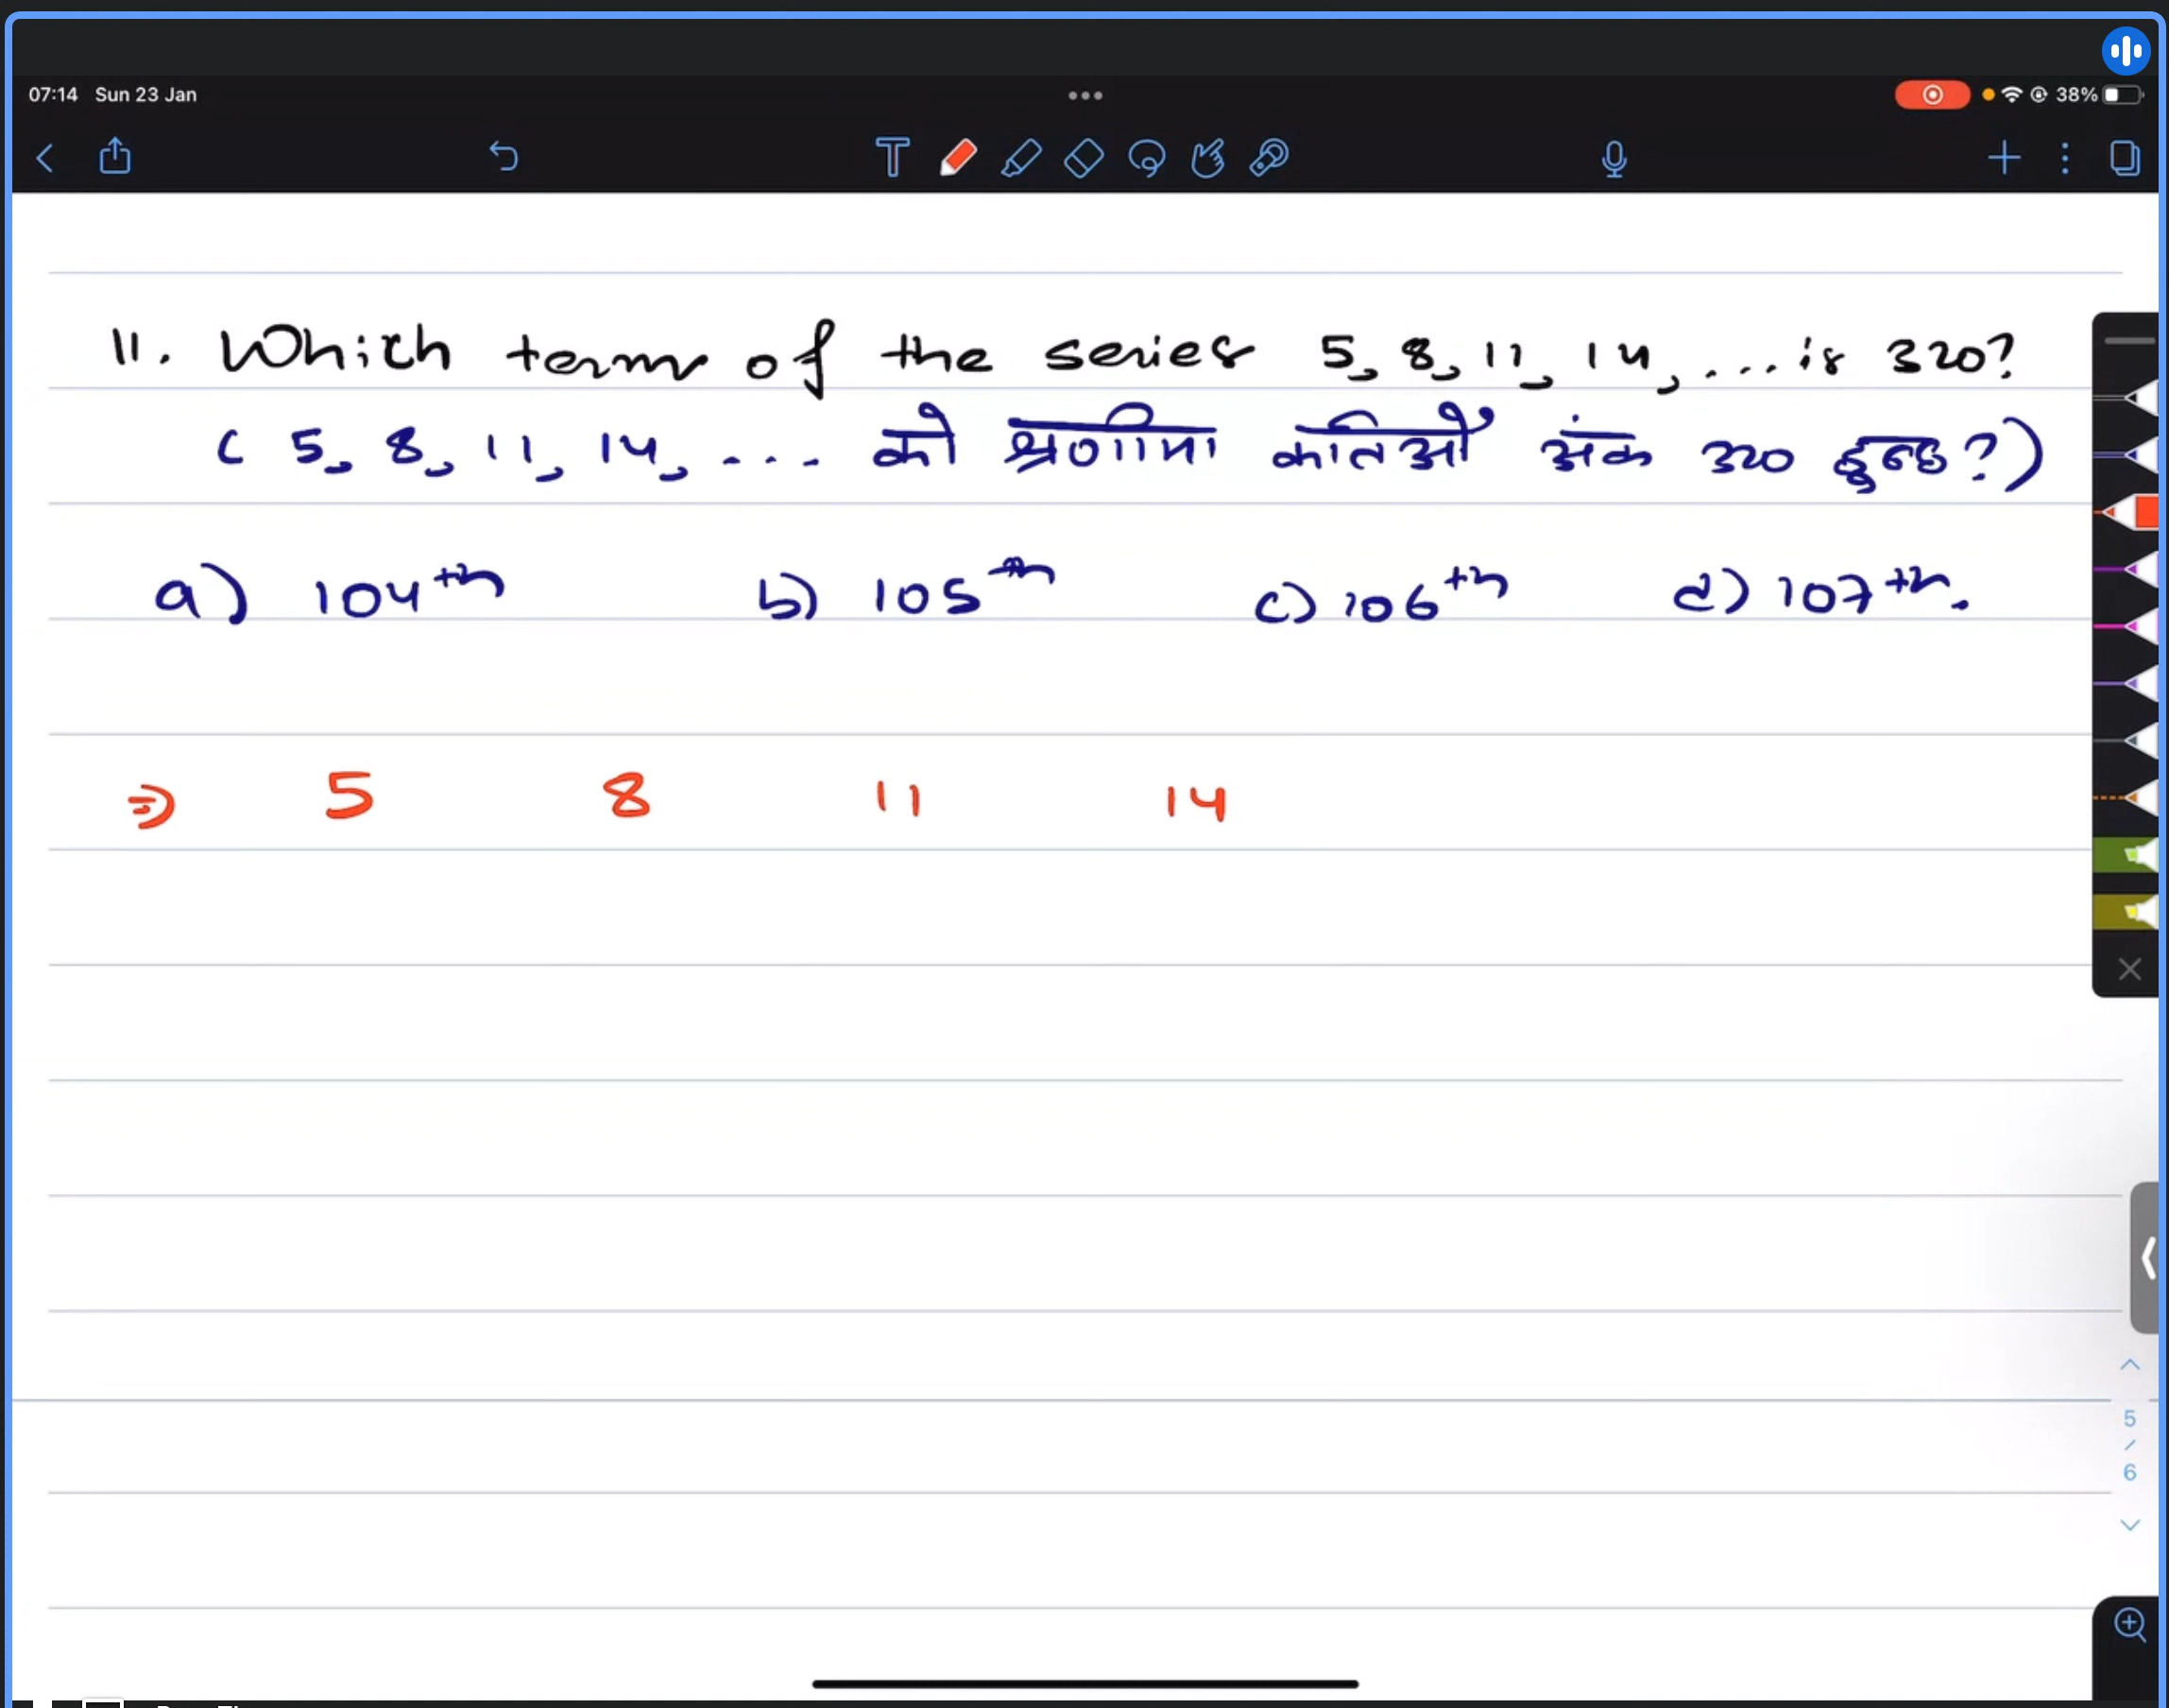 07:14 Sun 23 Jan
38%
11. Which term of the series 5, 8, 11, 14, ... is 320?
( 5, 8, 11, 14, ... को अंक 320 ?)
a) 104th b) 105th c) 106th d) 107th.
⇒ 5 8 11 14
5
/
6